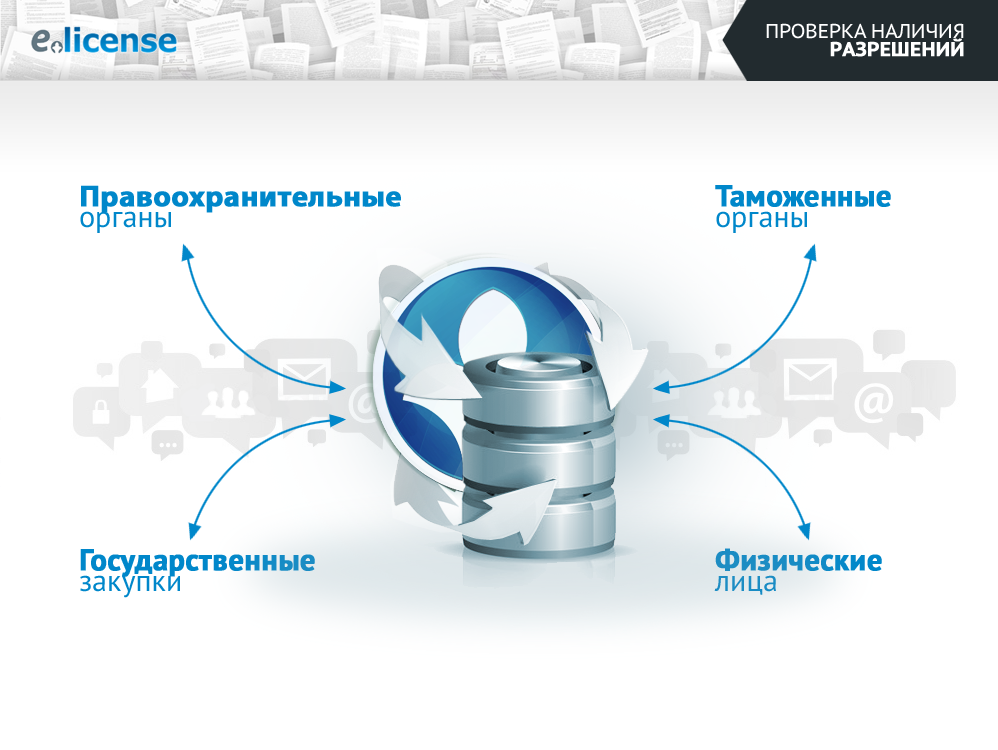 e.license
ПРОВЕРКА НАЛИЧИЯ
РАЗРЕШЕНИЙ
Правоохранительные
органы
Таможенные
органы
@
@
Государственные
закупки
Физические
лица